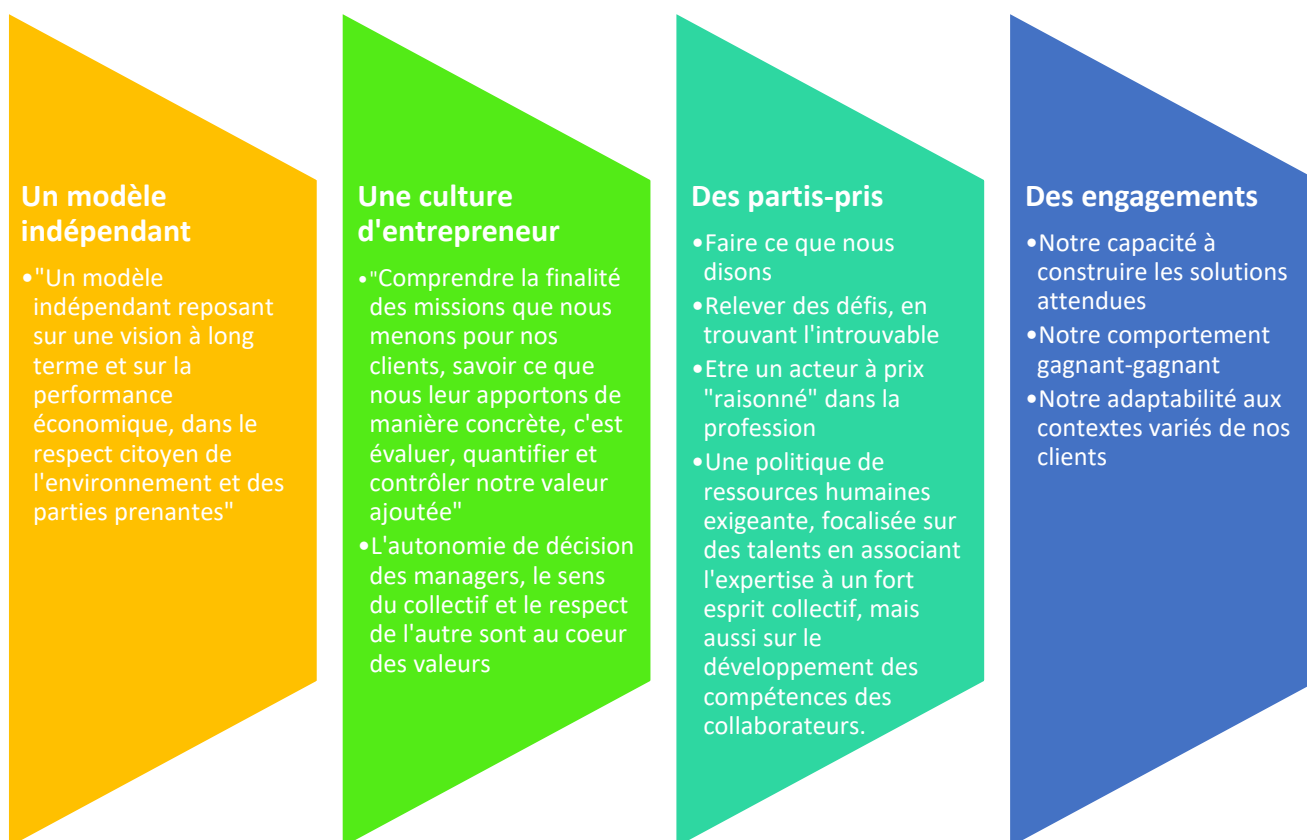 Un modèle
indépendant
•"Un modèle
indépendant reposant
sur une vision à long
terme et sur la
performance
économique, dans le
respect citoyen de
l'environnement et des
parties prenantes"
Une culture
d'entrepreneur
•"Comprendre la finalité
des missions que nous
menons pour nos
clients, savoir ce que
nous leur apportons de
manière concrète, c'est
évaluer, quantifier et
contrôler notre valeur
ajoutée"
•L'autonomie de décision
des managers, le sens
du collectif et le respect
de l'autre sont au coeur
des valeurs
Des partis-pris
•Faire ce que nous
disons
•Relever des défis, en
trouvant l'introuvable
•Etre un acteur à prix
"raisonné" dans la
profession
•Une politique de
ressources humaines
exigeante, focalisée sur
des talents en associant
l'expertise à un fort
esprit collectif, mais
aussi sur le
développement des
compétences des
collaborateurs.
Des engagements
•Notre capacité à
construire les solutions
attendues
•Notre comportement
gagnant-gagnant
•Notre adaptabilité aux
contextes variés de nos
clients